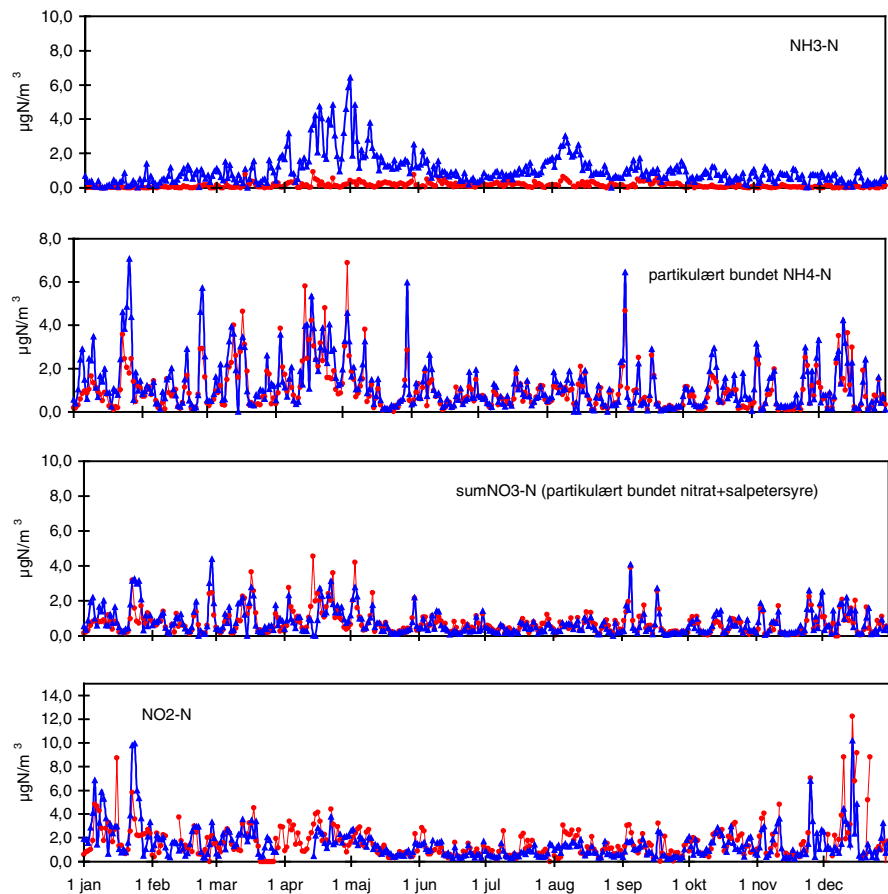 10,0
8,0
6,0
4,0
2,0
0,0
µgN/m³
NH3-N
8,0
6,0
4,0
2,0
0,0
µgN/m³
partikulært bundet NH4-N
10,0
8,0
6,0
4,0
2,0
0,0
µgN/m³
sumNO3-N (partikulært bundet nitrat+salpetersyre)
14,0
12,0
10,0
8,0
6,0
4,0
2,0
0,0
µgN/m³
NO2-N
1 jan 1 feb 1 mar 1 apr 1 maj 1 jun 1 jul 1 aug 1 sep 1 okt 1 nov 1 dec